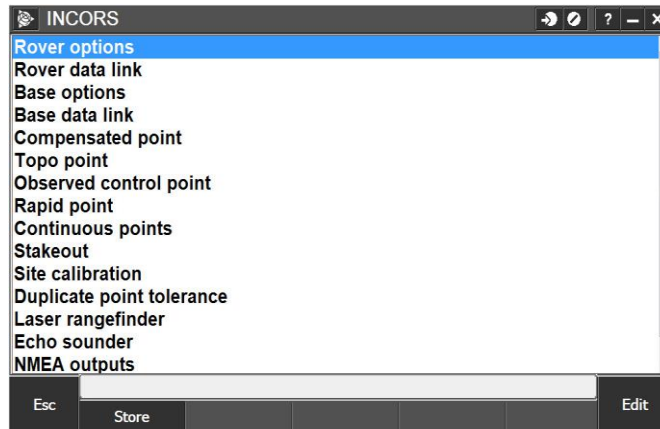 INCORS
?
Rover options
Rover data link
Base options
Base data link
Compensated point
Topo point
Observed control point
Rapid point
Continuous points
Stakeout
Site calibration
Duplicate point tolerance
Laser rangefinder
Echo sounder
NMEA outputs
Esc
Store
Edit